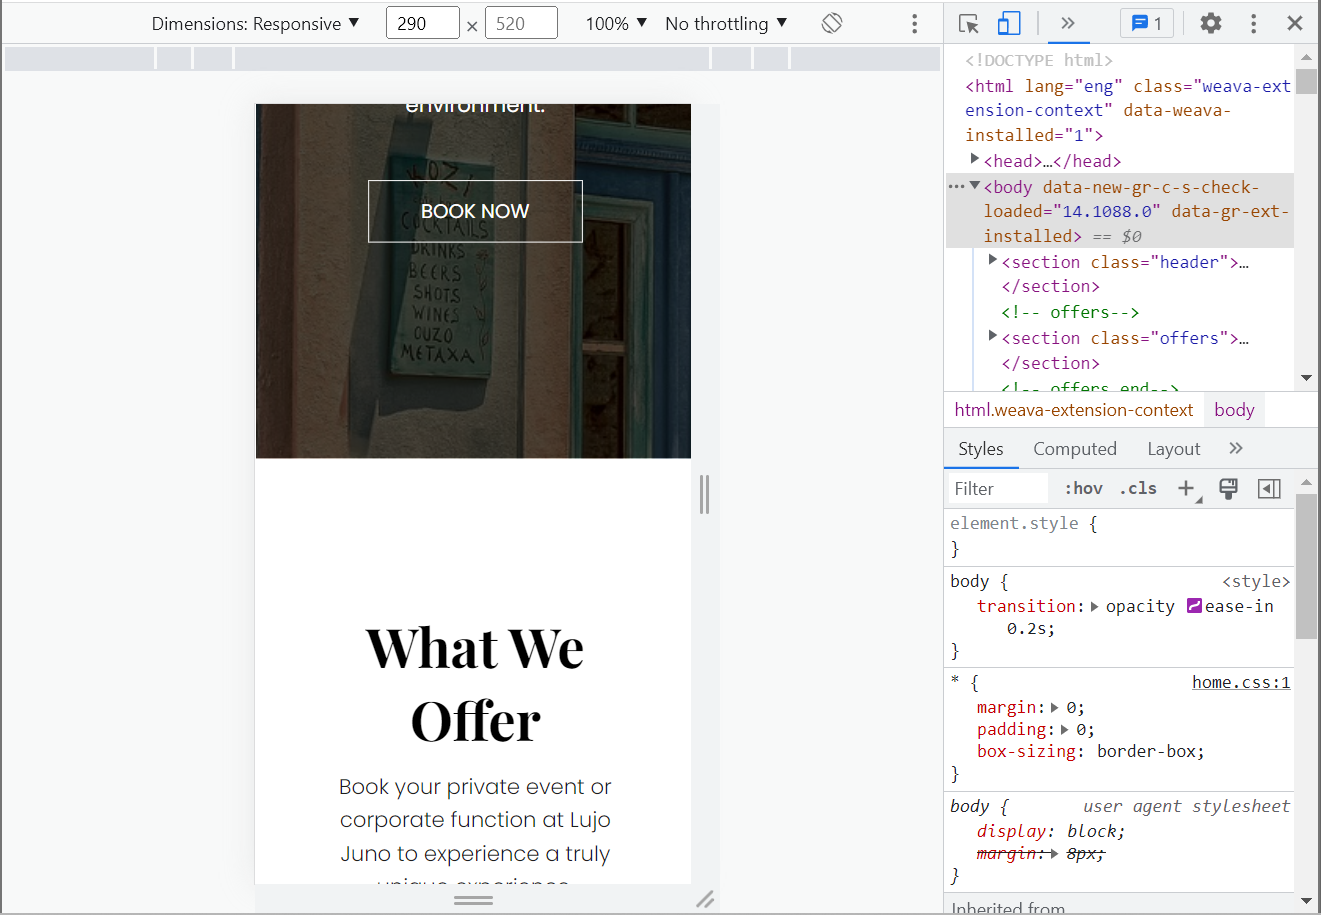 Dimensions: Responsive ▼ 290 × 520 100% ▼ No throttling ▼
1
environment.
KOZI
BOOK NOW
COCKTAILS
DRINKS
BEERS
SHOTS
WINES
OUZO
METAXA
What We
Offer
Book your private event or
corporate function at Lujo
Juno to experience a truly
unique experience
<!DOCTYPE html>
<html lang="eng" class="weava-ext
ension-context" data-weava-
installed="1">
<head>…</head>
<body data-new-gr-c-s-check-
loaded="14.1088.0" data-gr-ext-
installed> == $0
<section class="header">…
</section>
<!-- offers-->
<section class="offers">…
</section>
<!-- offers end-->
html.weava-extension-context body
Styles Computed Layout »
Filter :hov .cls +
element.style {
}
body { <style>
transition: opacity ease-in
0.2s;
}
* { home.css:1
margin: 0;
padding: 0;
box-sizing: border-box;
}
body { user agent stylesheet
display: block;
margin: 8px;
}
Inherited from